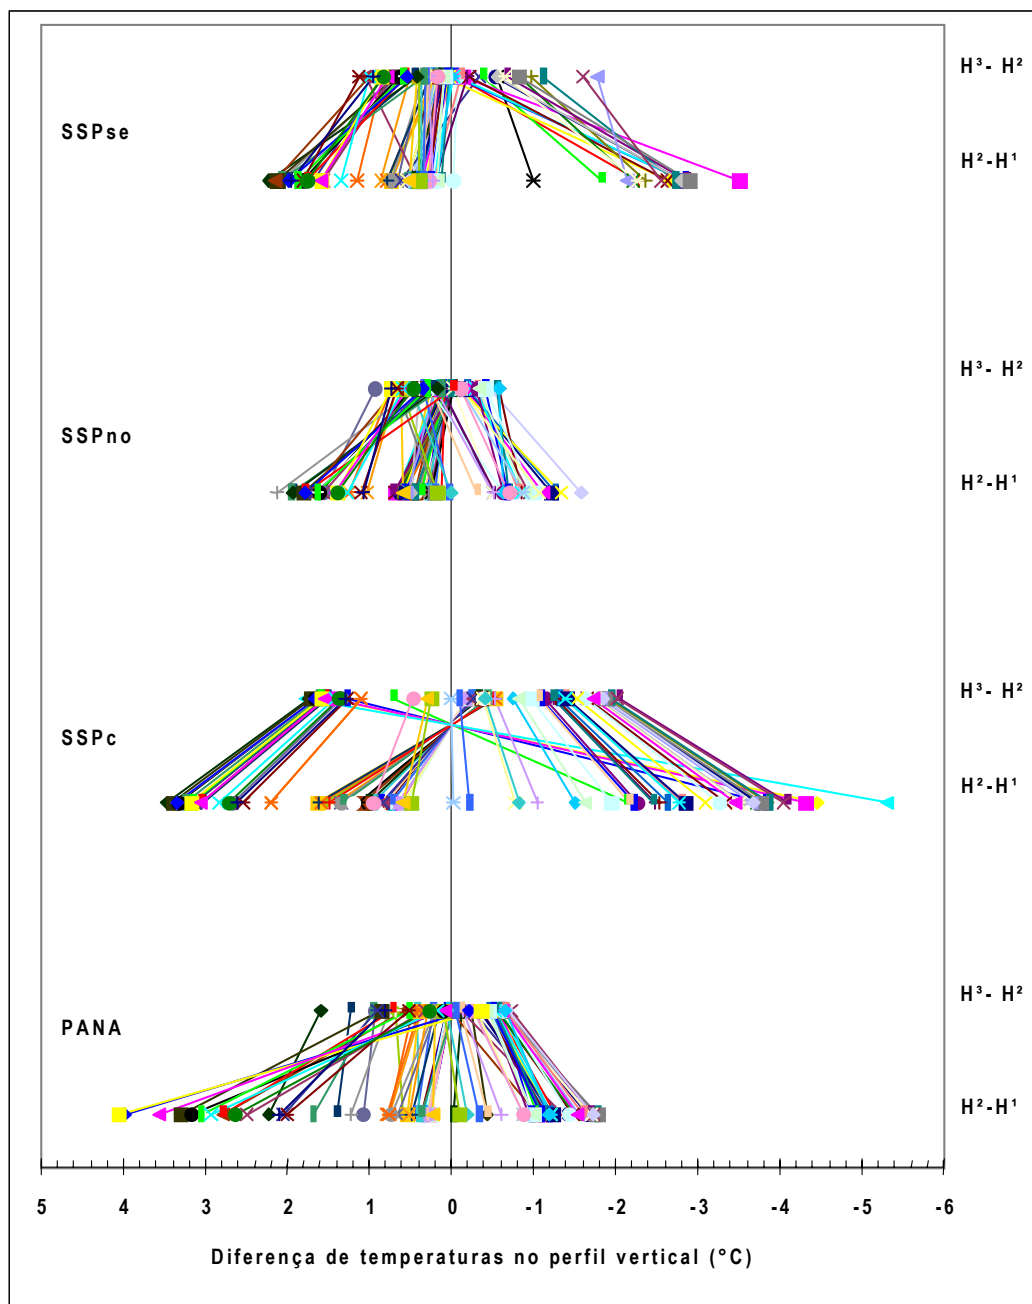 H³- H²
SSPse
H²-H¹
H³- H²
SSPno
H²-H¹
H³- H²
SSPc
H²-H¹
H³- H²
PANA
H²-H¹
5 4 3 2 1 0 -1 -2 -3 -4 -5 -6
Diferença de temperaturas no perfil vertical (°C)